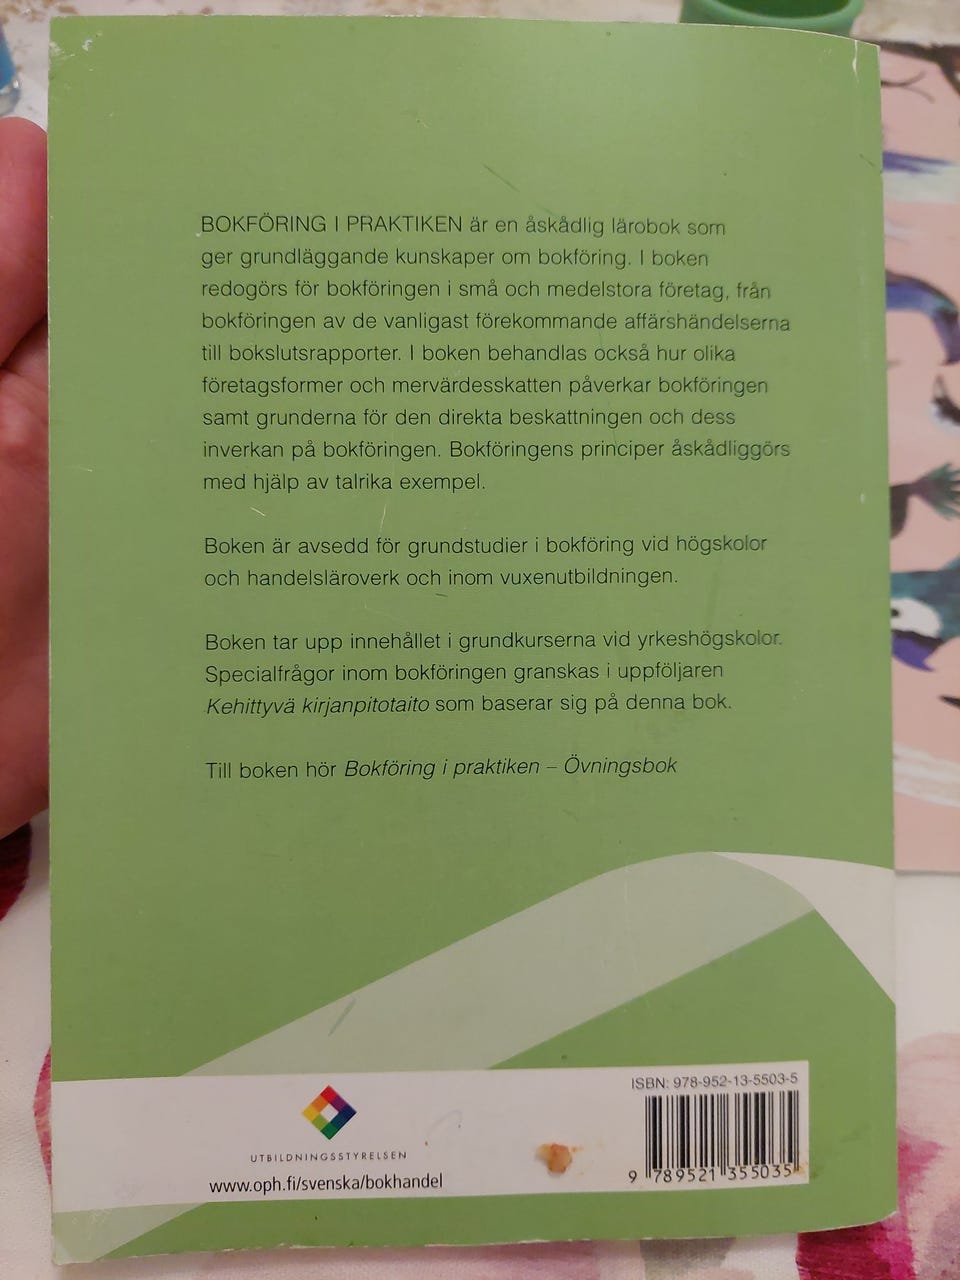 BOKFÖRING I PRAKTIKEN är en åskådlig lärobok som
ger grundläggande kunskaper om bokföring. I boken
redogörs för bokföringen i små och medelstora företag, från
bokföringen av de vanligast förekommande affärshändelserna
till bokslutsrapporter. I boken behandlas också hur olika
företagsformer och mervärdesskatten påverkar bokföringen
samt grunderna för den direkta beskattningen och dess
inverkan på bokföringen. Bokföringens principer åskådliggörs
med hjälp av talrika exempel.
Boken är avsedd för grundstudier i bokföring vid högskolor
och handelsläroverk och inom vuxenutbildningen.
Boken tar upp innehållet i grundkurserna vid yrkeshögskolor.
Specialfrågor inom bokföringen granskas i uppföljaren
Kehittyvä kirjanpitotaito som baserar sig på denna bok.
Till boken hör Bokföring i praktiken – Övningsbok
UTBILDNINGSSTYRELSEN
www.oph.fi/svenska/bokhandel
ISBN: 978-952-13-5503-5
9 789521 355035